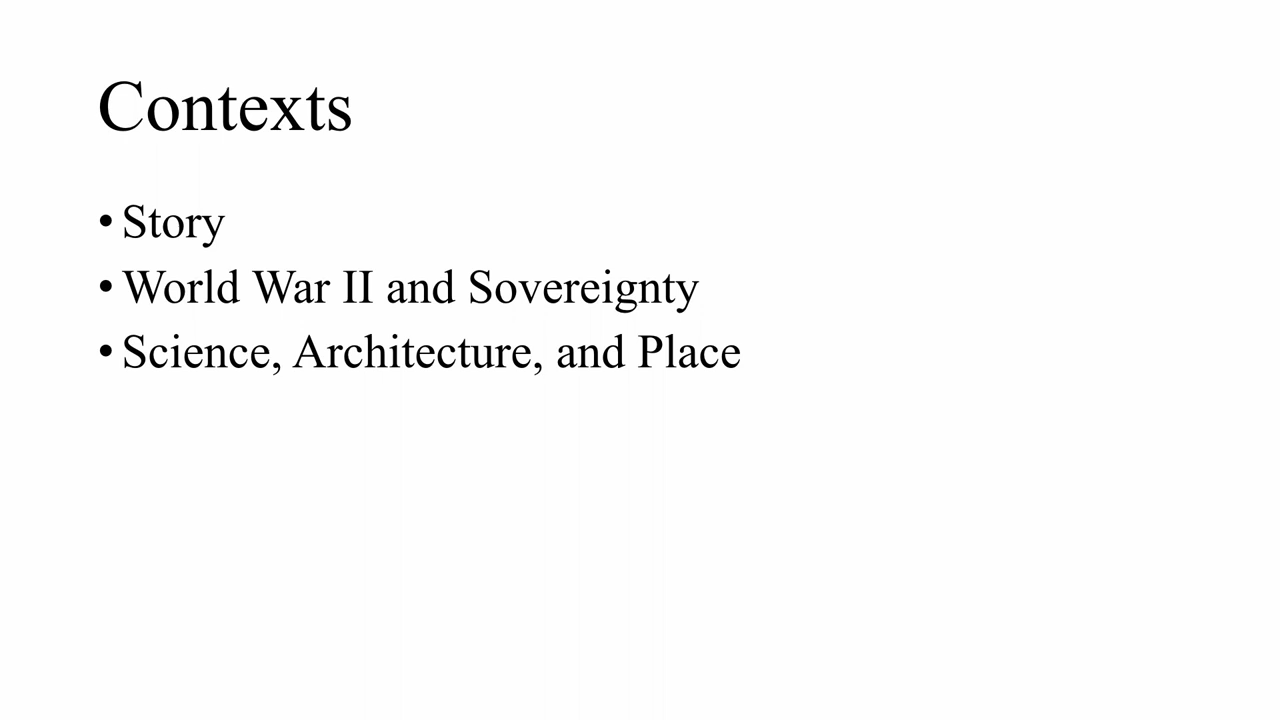 Contexts
• Story
• World War II and Sovereignty
• Science, Architecture, and Place